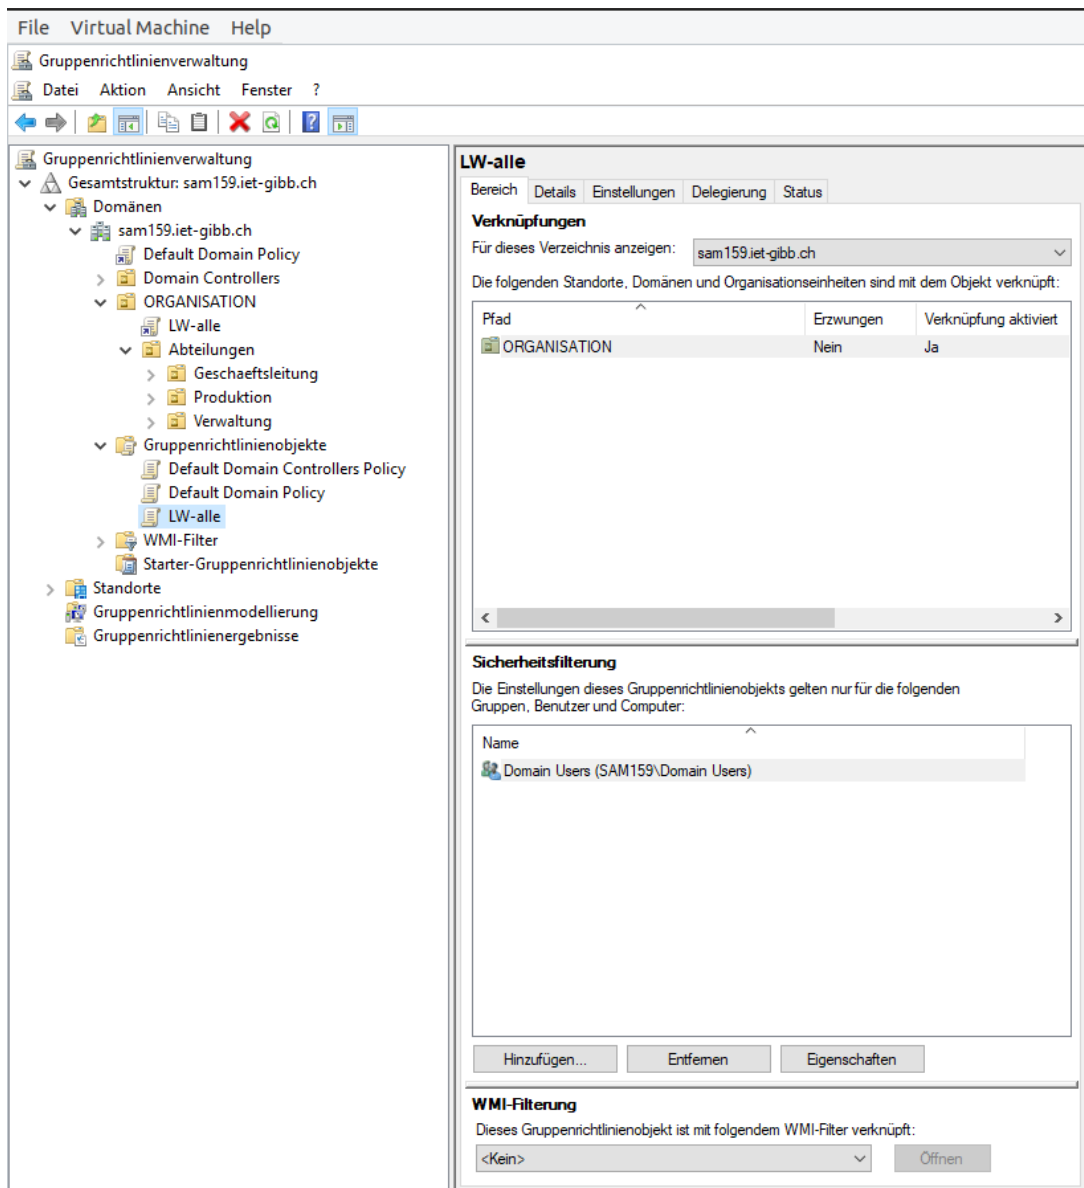 File Virtual Machine Help
Gruppenrichtlinienverwaltung
Datei Aktion Ansicht Fenster ?
Gruppenrichtlinienverwaltung
Gesamtstruktur: sam159.iet-gibb.ch
Domänen
sam159.iet-gibb.ch
Default Domain Policy
Domain Controllers
ORGANISATION
LW-alle
Abteilungen
Geschaeftsleitung
Produktion
Verwaltung
Gruppenrichtlinienobjekte
Default Domain Controllers Policy
Default Domain Policy
LW-alle
WMI-Filter
Starter-Gruppenrichtlinienobjekte
Standorte
Gruppenrichtlinienmodellierung
Gruppenrichtlinienergebnisse
LW-alle
Bereich Details Einstellungen Delegierung Status
Verknüpfungen
Für dieses Verzeichnis anzeigen: sam159.iet-gibb.ch
Die folgenden Standorte, Domänen und Organisationseinheiten sind mit dem Objekt verknüpft:
Pfad Erzwungen Verknüpfung aktiviert
ORGANISATION Nein Ja
Sicherheitsfilterung
Die Einstellungen dieses Gruppenrichtlinienobjekts gelten nur für die folgenden
Gruppen, Benutzer und Computer:
Name
Domain Users (SAM159\Domain Users)
Hinzufügen... Entfernen Eigenschaften
WMI-Filterung
Dieses Gruppenrichtlinienobjekt ist mit folgendem WMI-Filter verknüpft:
<Kein> Öffnen